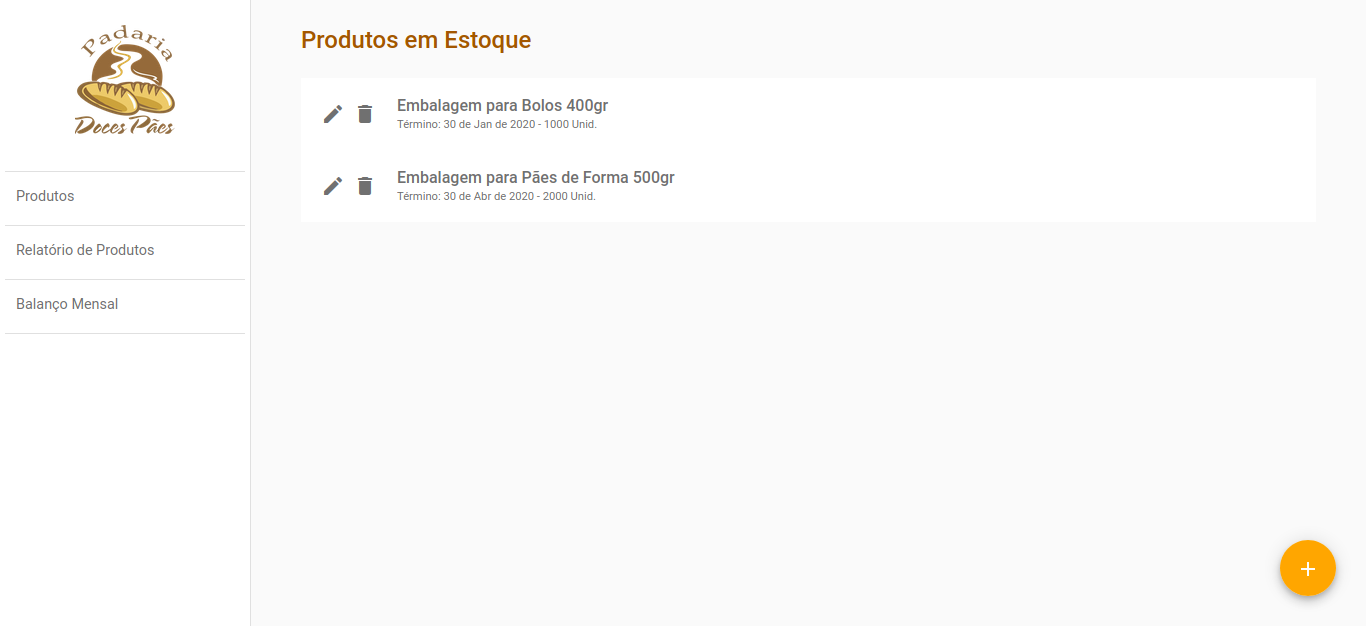 Padaria
Doces Pães
Produtos
Relatório de Produtos
Balanço Mensal
Produtos em Estoque
Embalagem para Bolos 400gr
Término: 30 de Jan de 2020 - 1000 Unid.
Embalagem para Pães de Forma 500gr
Término: 30 de Abr de 2020 - 2000 Unid.